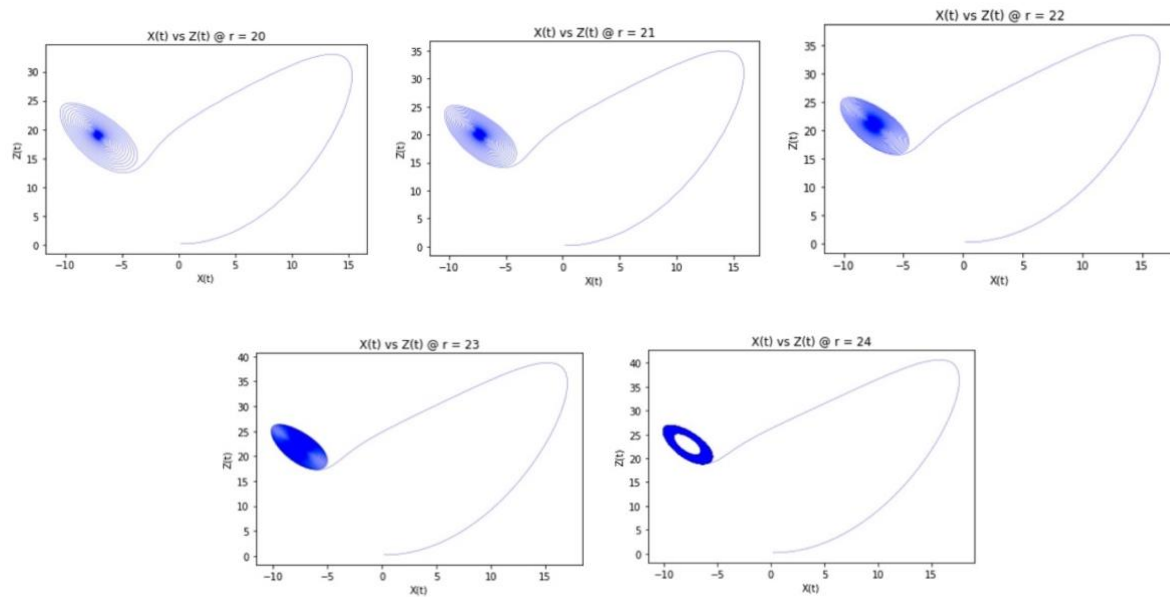 X(t) vs Z(t) @ r = 20
30
25
20
15
10
5
0
Z(t)
−10 −5 0 5 10 15
X(t)
X(t) vs Z(t) @ r = 21
35
30
25
20
15
10
5
0
Z(t)
−10 −5 0 5 10 15
X(t)
X(t) vs Z(t) @ r = 22
35
30
25
20
15
10
5
0
Z(t)
−10 −5 0 5 10 15
X(t)
X(t) vs Z(t) @ r = 23
40
35
30
25
20
15
10
5
0
Z(t)
−10 −5 0 5 10 15
X(t)
X(t) vs Z(t) @ r = 24
40
35
30
25
20
15
10
5
0
Z(t)
−10 −5 0 5 10 15
X(t)